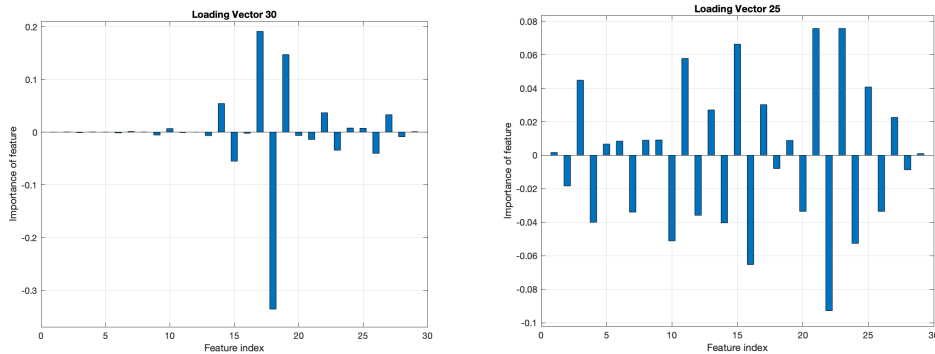 Loading Vector 30
0.2
0.1
0
-0.1
-0.2
-0.3
Importance of feature
0 5 10 15 20 25 30
Feature index
Loading Vector 25
0.08
0.06
0.04
0.02
0
-0.02
-0.04
-0.06
-0.08
-0.1
Importance of feature
0 5 10 15 20 25
Feature index